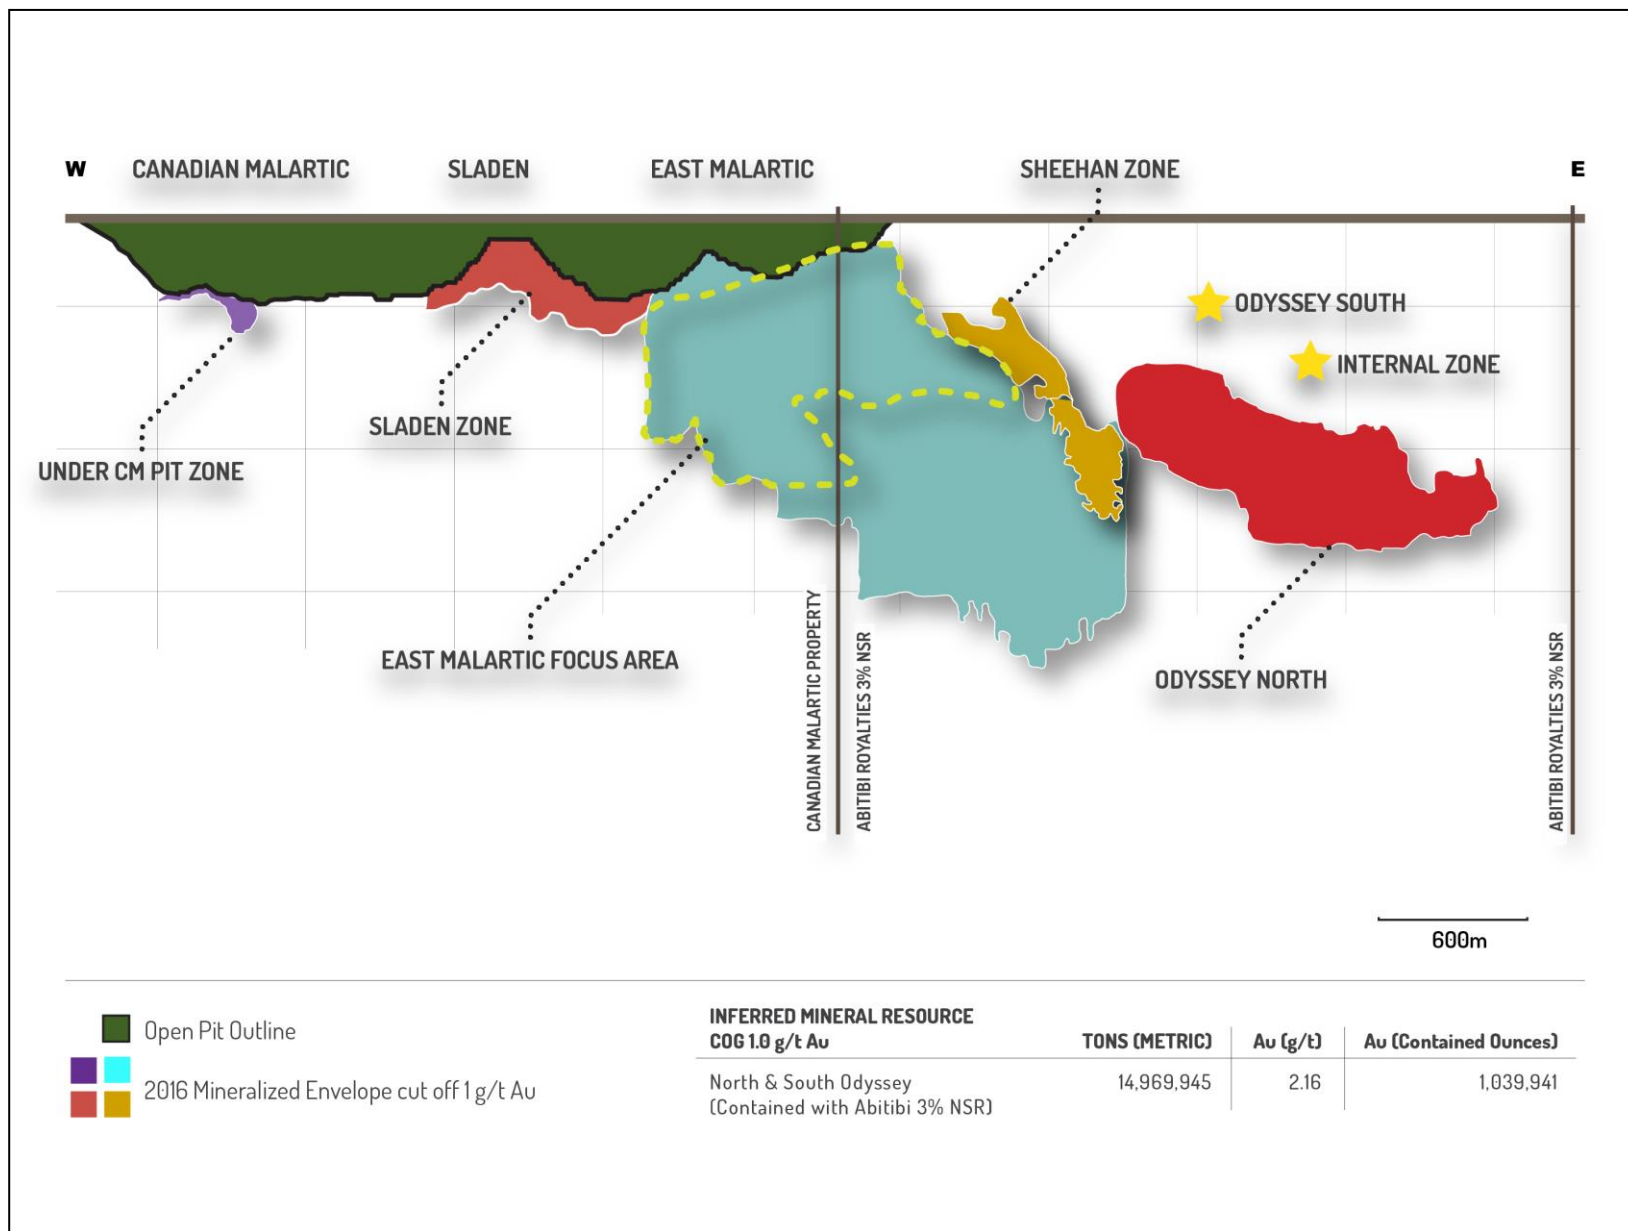 W
CANADIAN MALARTIC
SLADEN
EAST MALARTIC
SHEEHAN ZONE
E
ODYSSEY SOUTH
INTERNAL ZONE
SLADEN ZONE
UNDER CM PIT ZONE
EAST MALARTIC FOCUS AREA
CANADIAN MALARTIC PROPERTY
ABITIBI ROYALTIES 3% NSR
ODYSSEY NORTH
ABITIBI ROYALTIES 3% NSR
600m
Open Pit Outline
2016 Mineralized Envelope cut off 1 g/t Au
INFERRED MINERAL RESOURCE
COG 1.0 g/t Au
TONS (METRIC)
Au (g/t)
Au (Contained Ounces)
North & South Odyssey
(Contained with Abitibi 3% NSR)
14,969,945
2.16
1,039,941